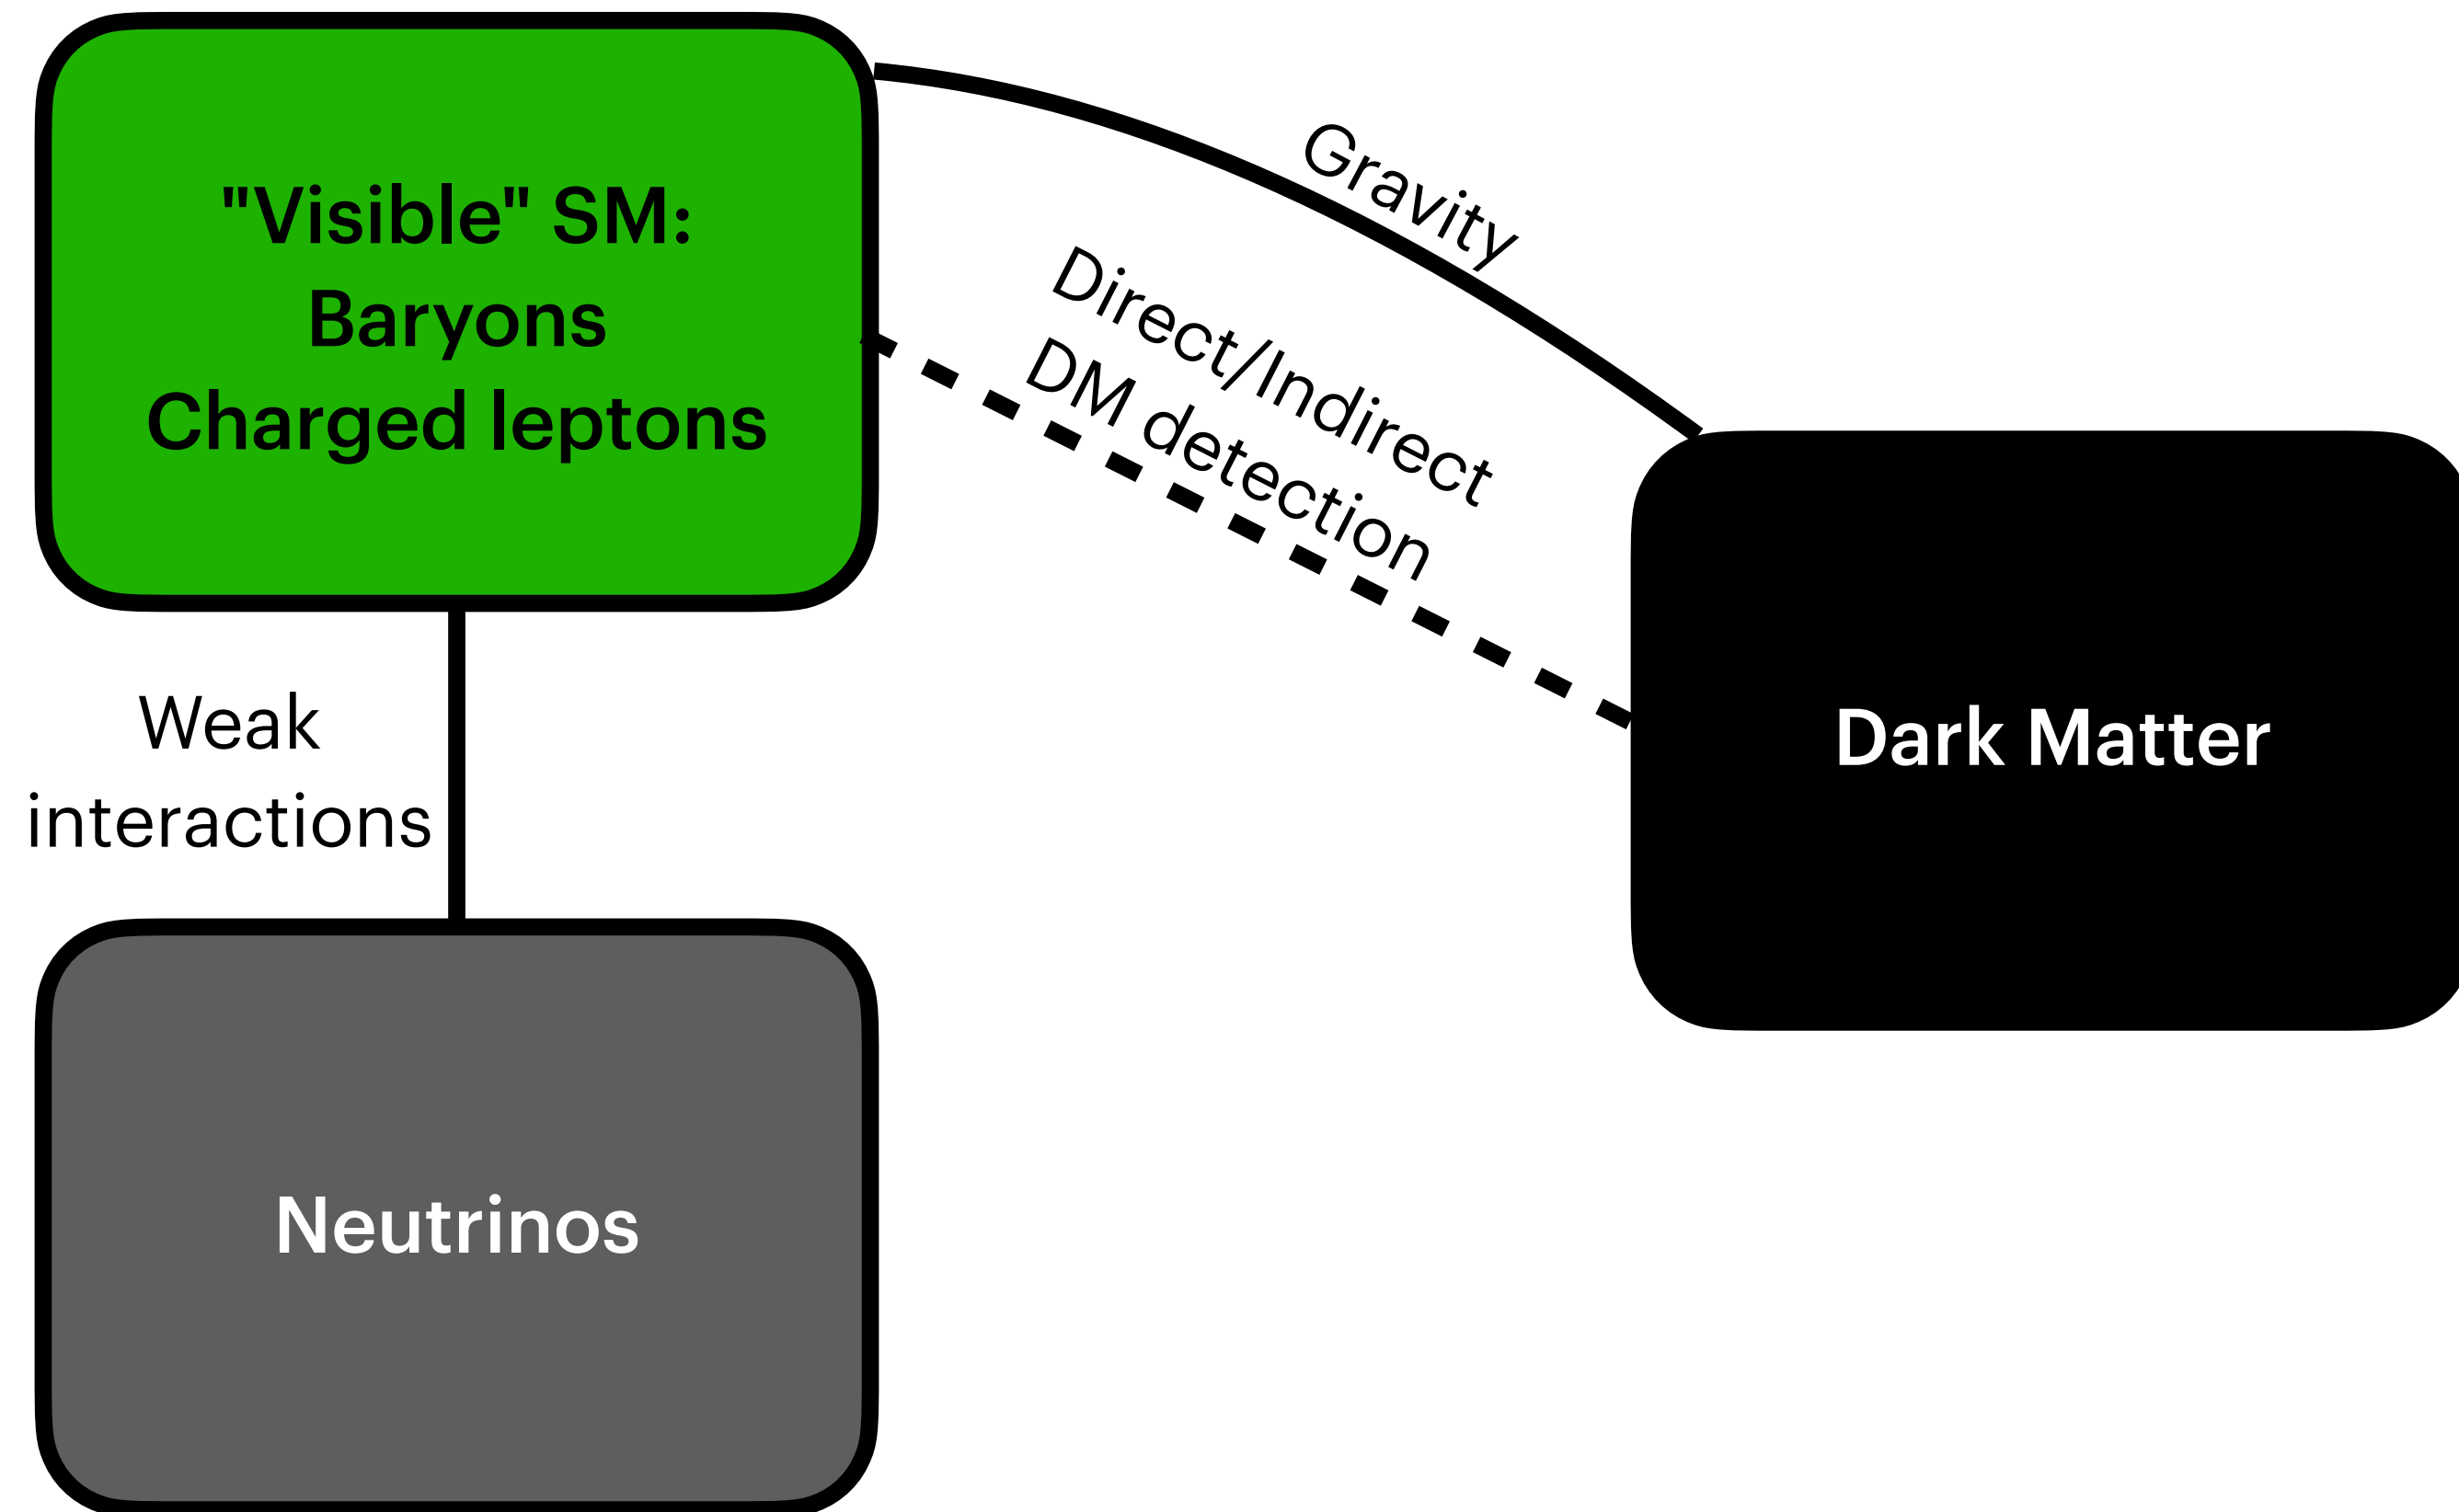 "Visible" SM:
Baryons
Charged leptons
Gravity
Direct/Indirect
DM detection
Weak
interactions
Dark Matter
Neutrinos